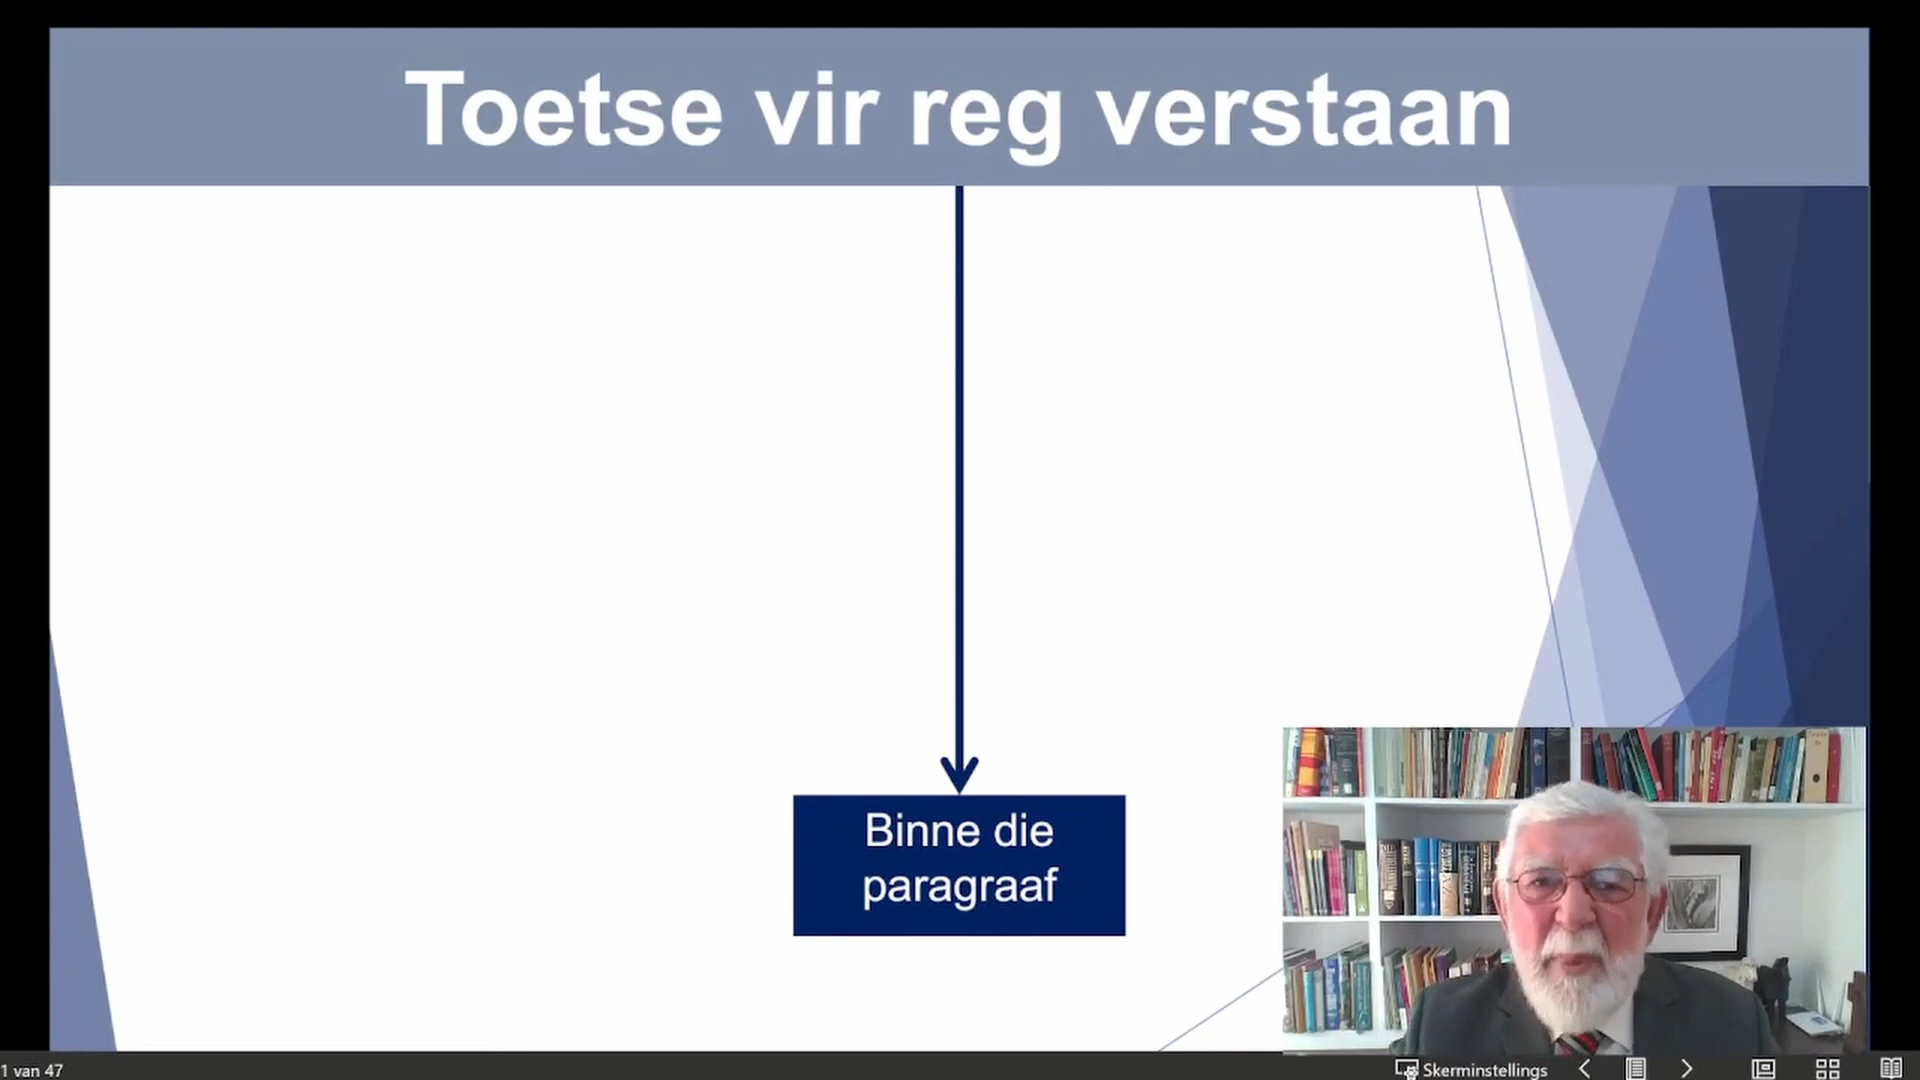 Toetse vir reg verstaan
Binne die
paragraaf
1 van 47
Skerminstellings